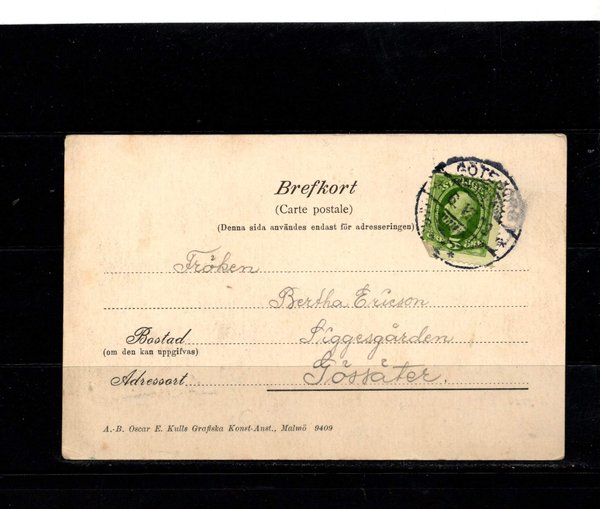 Brefkort
(Carte postale)
(Denna sida användes endast för adresseringen)
Fröken
Bertha Ericson
Bostad Siggesgården
(om den kan uppgifvas)
Adressort Gössäter.
A.-B. Oscar E. Kulls Grafiska Konst-Anst., Malmö 9409